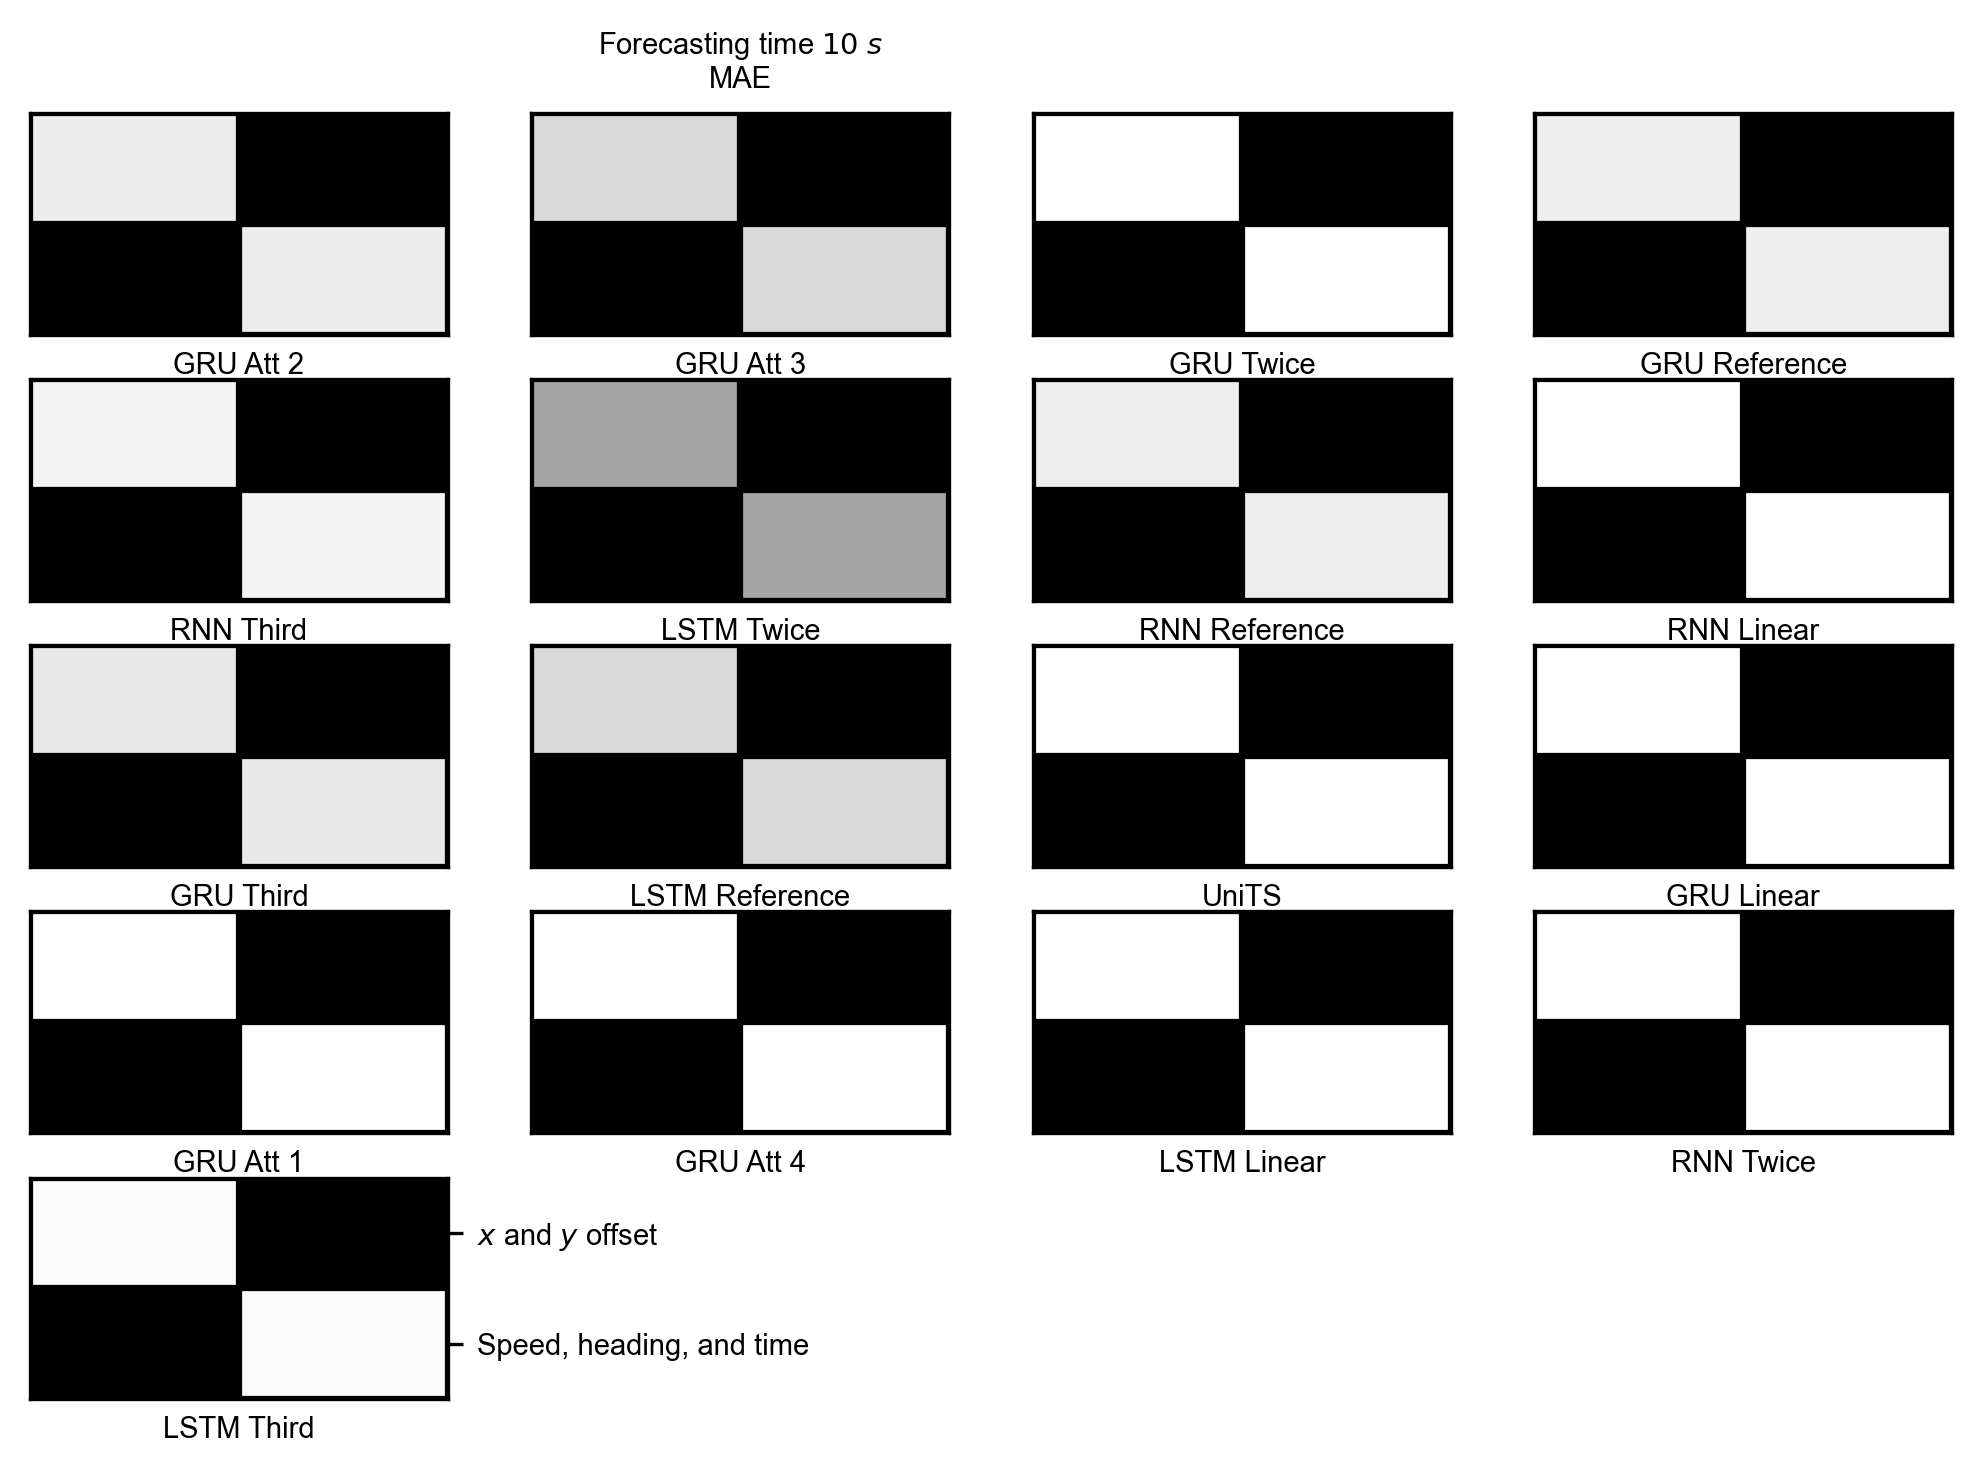 Forecasting time 10 s
MAE
GRU Att 2
GRU Att 3
GRU Twice
GRU Reference
RNN Third
LSTM Twice
RNN Reference
RNN Linear
GRU Third
LSTM Reference
UniTS
GRU Linear
GRU Att 1
GRU Att 4
LSTM Linear
RNN Twice
x and y offset
Speed, heading, and time
LSTM Third